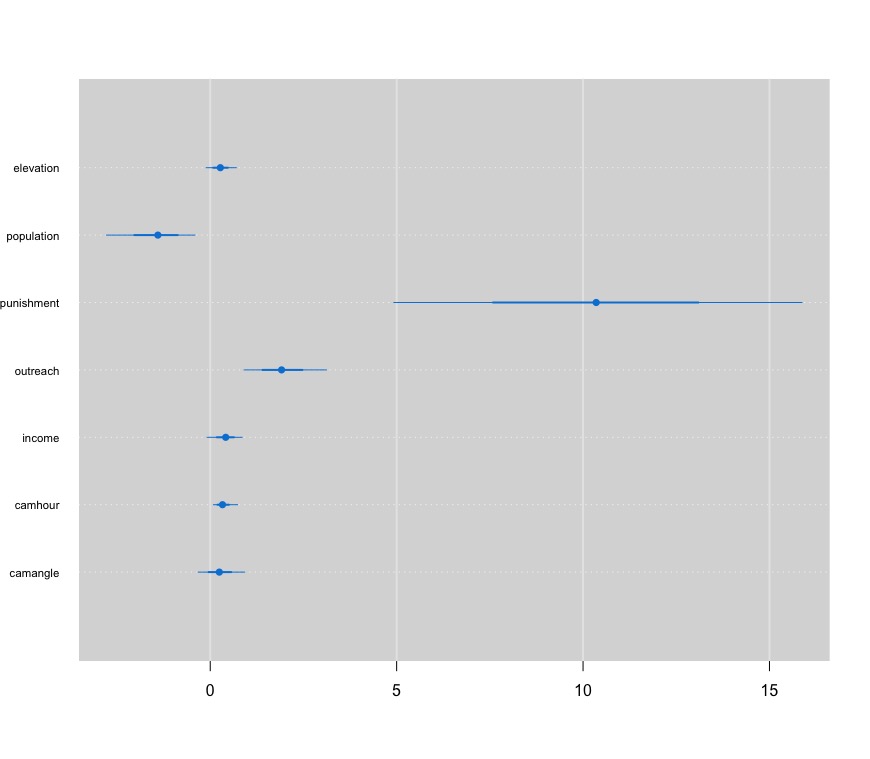 elevation
population
punishment
outreach
income
camhour
camangle
0 5 10 15